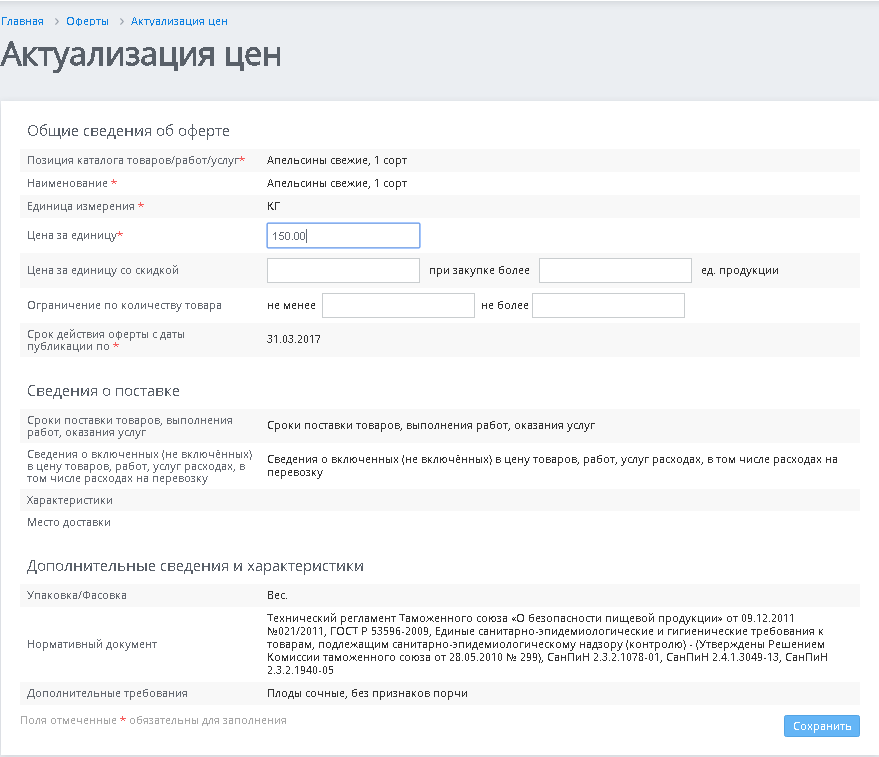 Главная > Оферты > Актуализация цен
Актуализация цен
Общие сведения об оферте
Позиция каталога товаров/работ/услуг* Апельсины свежие, 1 сорт
Наименование * Апельсины свежие, 1 сорт
Единица измерения * КГ
Цена за единицу* 150.00
Цена за единицу со скидкой при закупке более ед. продукции
Ограничение по количеству товара не менее не более
Срок действия оферты с даты
публикации по * 31.03.2017
Сведения о поставке
Сроки поставки товаров, выполнения
работ, оказания услуг
Сроки поставки товаров, выполнения работ, оказания услуг
Сведения о включенных (не включённых)
в цену товаров, работ, услуг расходах, в
том числе расходах на перевозку
Сведения о включенных (не включённых) в цену товаров, работ, услуг расходах, в том числе расходах на
перевозку
Характеристики
Место доставки
Дополнительные сведения и характеристики
Упаковка/Фасовка Вес.
Нормативный документ
Технический регламент Таможенного союза «О безопасности пищевой продукции» от 09.12.2011
№021/2011, ГОСТ Р 53596-2009, Единые санитарно-эпидемиологические и гигиенические требования к
товарам, подлежащим санитарно-эпидемиологическому надзору (контролю) - (Утверждены Решением
Комиссии таможенного союза от 28.05.2010 № 299), СанПиН 2.3.2.1078-01, СанПиН 2.4.1.3049-13, СанПиН
2.3.2.1940-05
Дополнительные требования Плоды сочные, без признаков порчи
Поля отмеченные * обязательны для заполнения
Сохранить